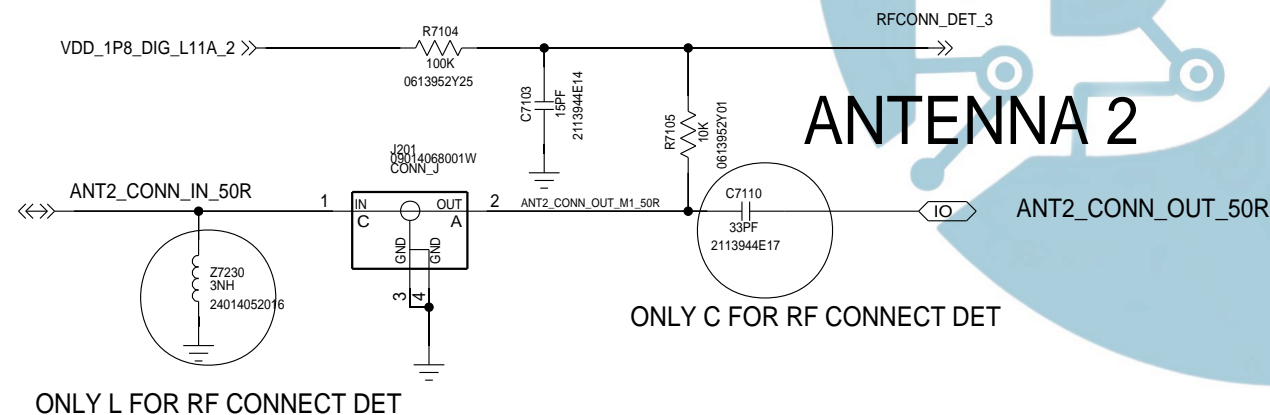 RFCONN_DET_3
VDD_1P8_DIG_L11A_2
R7104
100K
0613952Y25
C7103
15PF
2113944E14
R7105
10K
0613952Y01
ANTENNA 2
J201
09014068001W
CONN_J
ANT2_CONN_IN_50R
1
IN
OUT
2
C
A
GND
GND
3
4
ANT2_CONN_OUT_M1_50R
C7110
33PF
2113944E17
IO
ANT2_CONN_OUT_50R
Z7230
3NH
24014052016
ONLY C FOR RF CONNECT DET
ONLY L FOR RF CONNECT DET